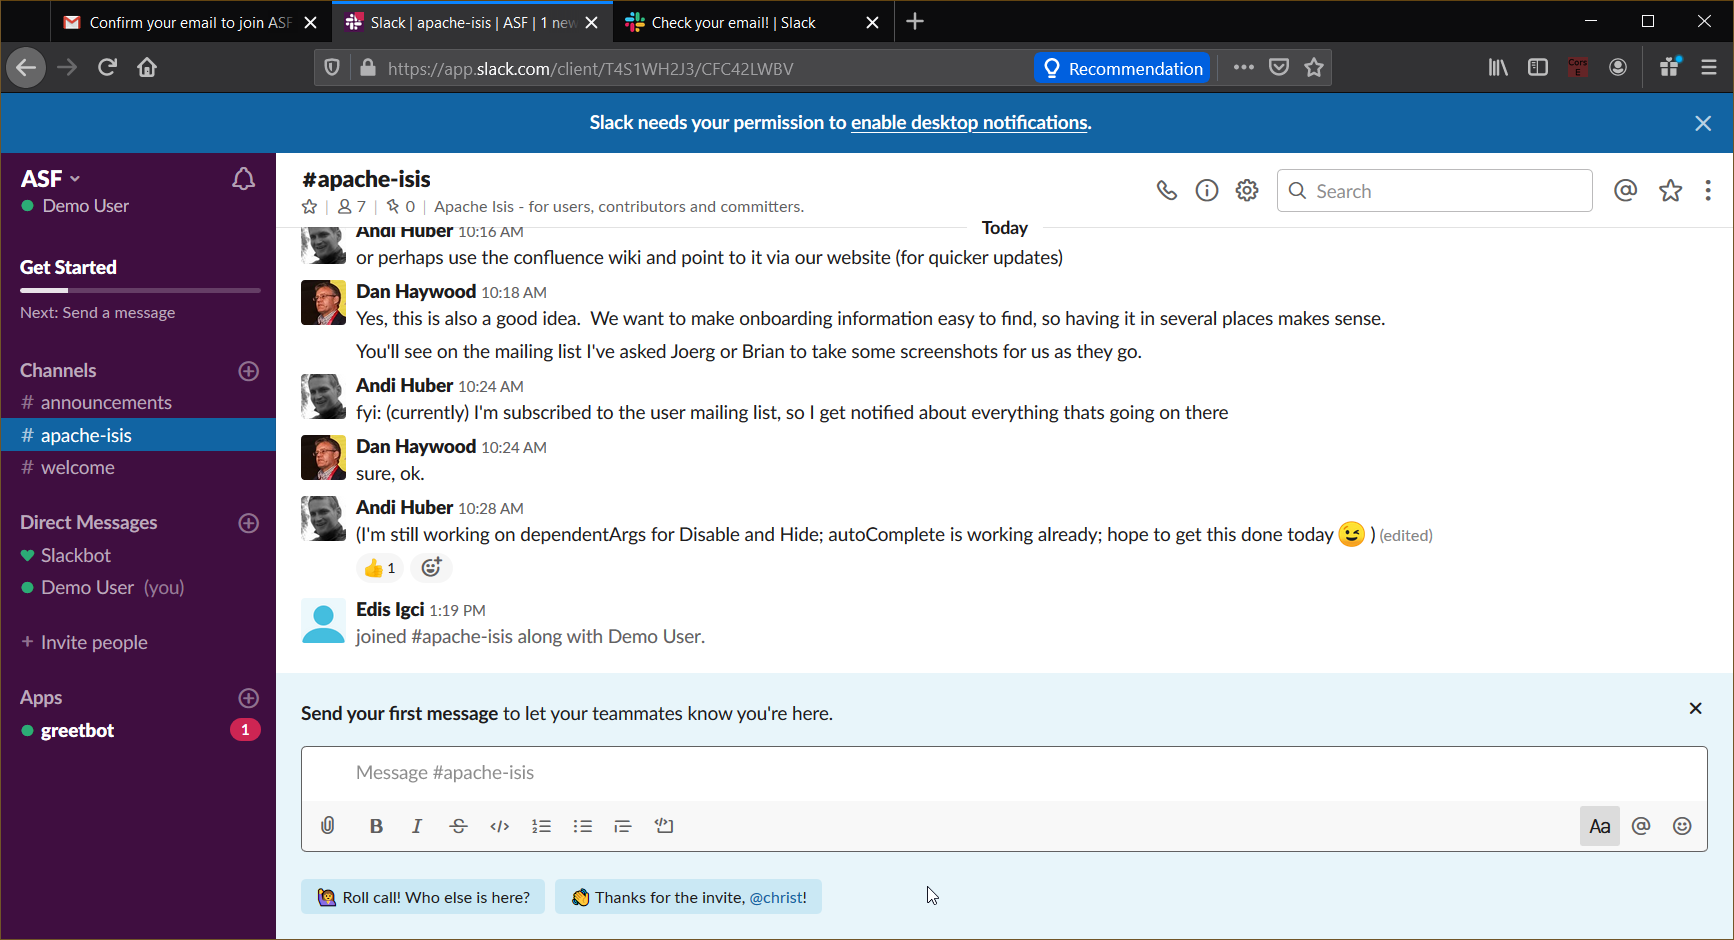 Confirm your email to join ASF
Slack | apache-isis | ASF | 1 new
Check your email! | Slack
https://app.slack.com/client/T4S1WH2J3/CFC42LWBV
Recommendation
Cors
E
Slack needs your permission to enable desktop notifications.
ASF
Demo User
Get Started
Next: Send a message
Channels
# announcements
# apache-isis
# welcome
Direct Messages
Slackbot
Demo User (you)
+ Invite people
Apps
greetbot 1
#apache-isis
7 | 0 | Apache Isis - for users, contributors and committers.
Search
Today
Andi Huber 10:16 AM
or perhaps use the confluence wiki and point to it via our website (for quicker updates)
Dan Haywood 10:18 AM
Yes, this is also a good idea.  We want to make onboarding information easy to find, so having it in several places makes sense.
You'll see on the mailing list I've asked Joerg or Brian to take some screenshots for us as they go.
Andi Huber 10:24 AM
fyi: (currently) I'm subscribed to the user mailing list, so I get notified about everything thats going on there
Dan Haywood 10:24 AM
sure, ok.
Andi Huber 10:28 AM
(I'm still working on dependentArgs for Disable and Hide; autoComplete is working already; hope to get this done today 😉 ) (edited)
👍 1
Edis Igci 1:19 PM
joined #apache-isis along with Demo User.
Send your first message to let your teammates know you're here.
Message #apache-isis
B I S </> Aa @
🙋 Roll call! Who else is here?
👏 Thanks for the invite, @christ!